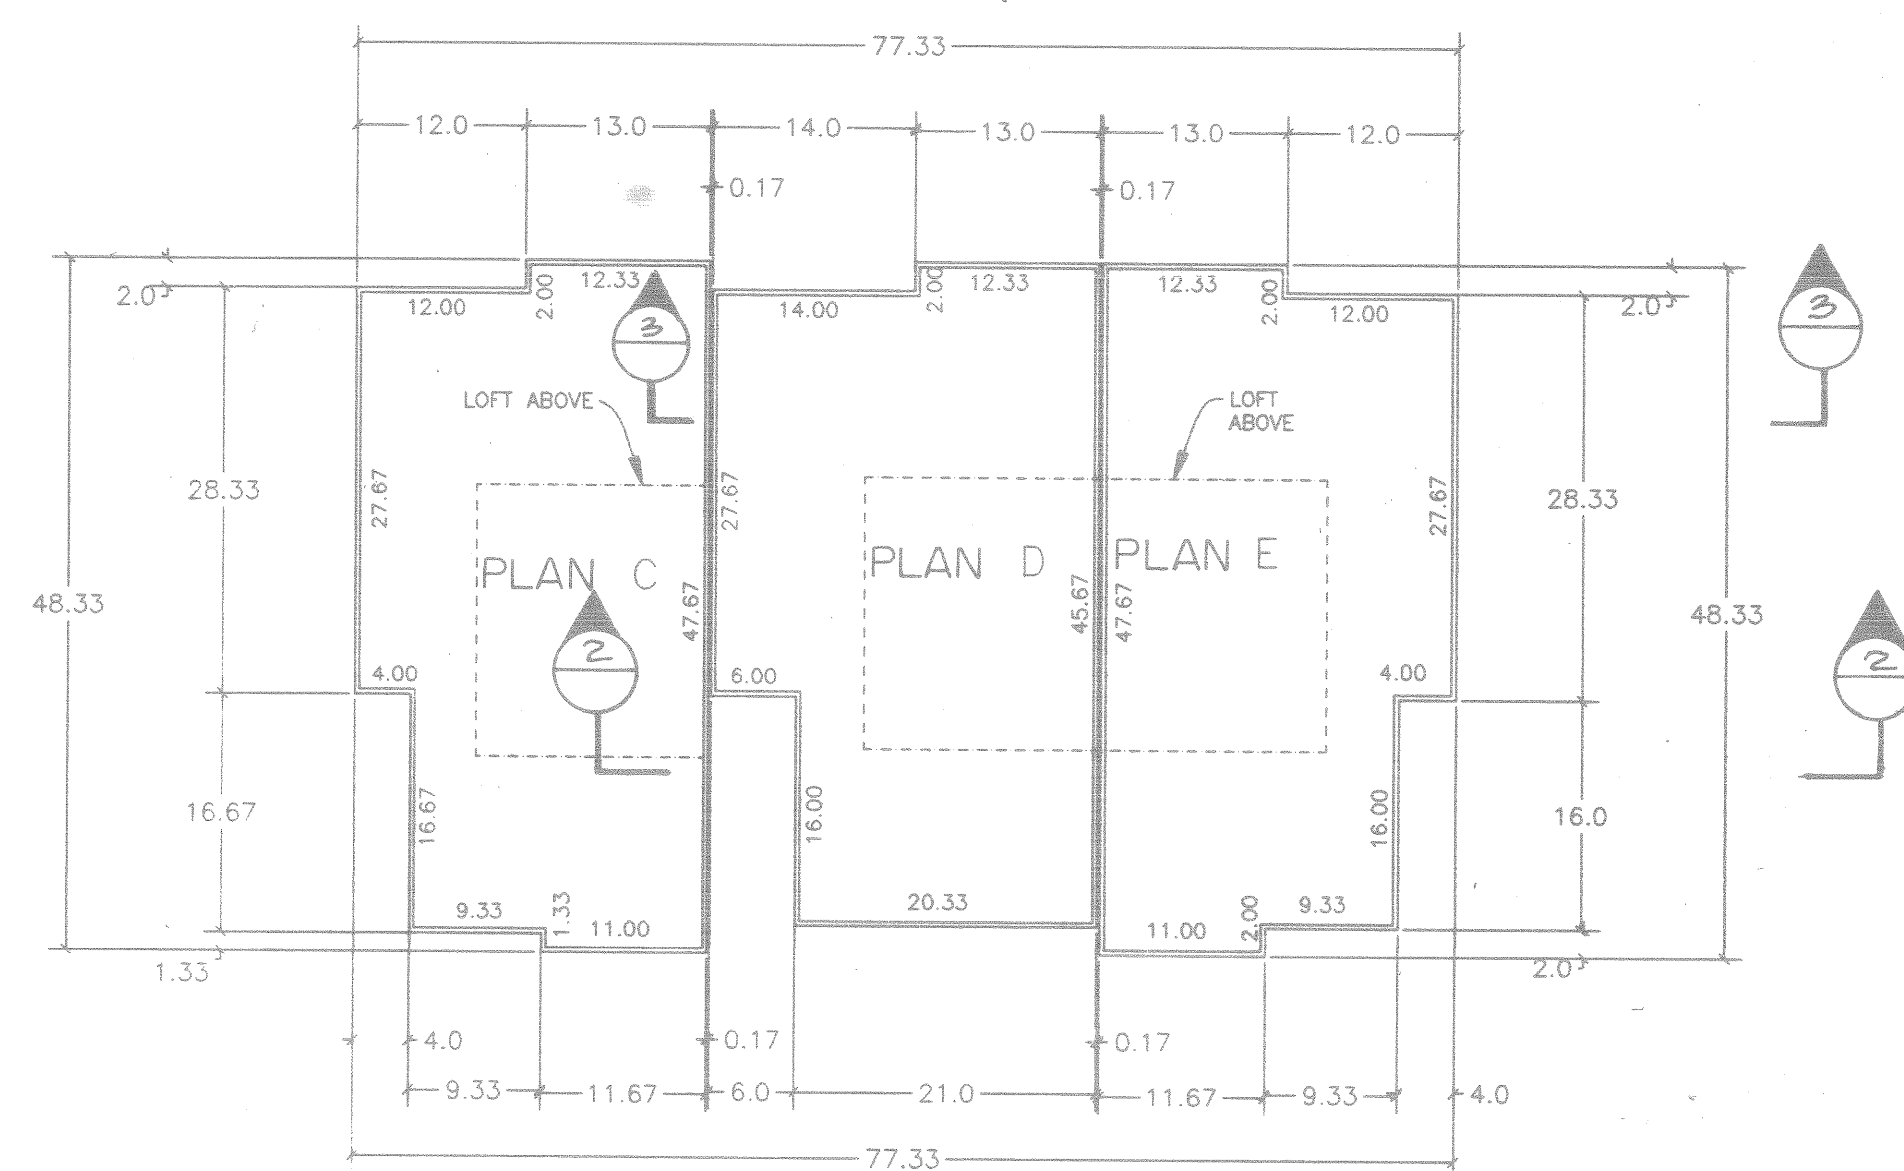 77.33
12.0 13.0 14.0 13.0 13.0 12.0
0.17 0.17
2.0 12.00 2.00 12.33 14.00 2.00 12.33 12.33 2.00 12.00 2.0
3 3
LOFT ABOVE
LOFT
ABOVE
28.33 27.67 27.67 27.67 28.33
PLAN C PLAN D PLAN E
48.33 47.67 45.67 47.67 48.33
2 2
4.00 6.00 4.00
16.67 16.67 16.00 16.00 16.0
9.33 1.33 11.00 20.33 11.00 2.00 9.33
1.33 2.0
4.0 0.17 0.17
9.33 11.67 6.0 21.0 11.67 9.33 4.0
77.33